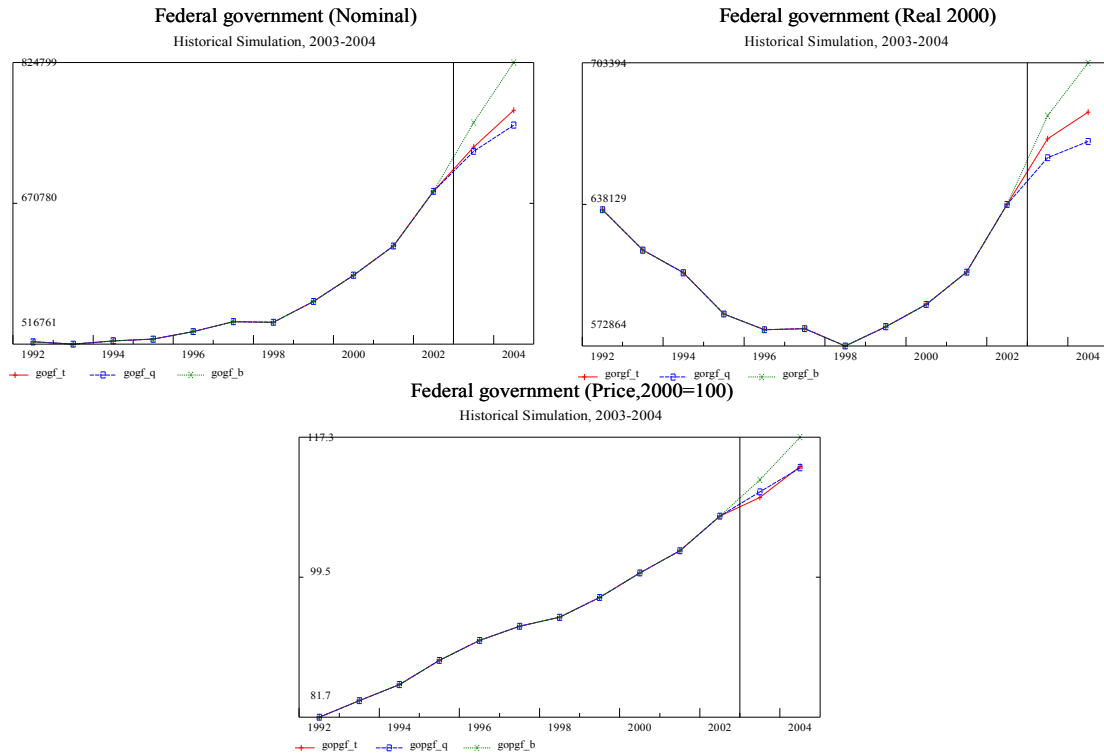 Federal government (Nominal)
Historical Simulation, 2003-2004
824799
670780
516761
1992 1994 1996 1998 2000 2002 2004
gogf_t gogf_q gogf_b
Federal government (Real 2000)
Historical Simulation, 2003-2004
703394
638129
572864
1992 1994 1996 1998 2000 2002 2004
gorgf_t gorgf_q gorgf_b
Federal government (Price,2000=100)
Historical Simulation, 2003-2004
117.3
99.5
81.7
1992 1994 1996 1998 2000 2002 2004
gopgf_t gopgf_q gopgf_b